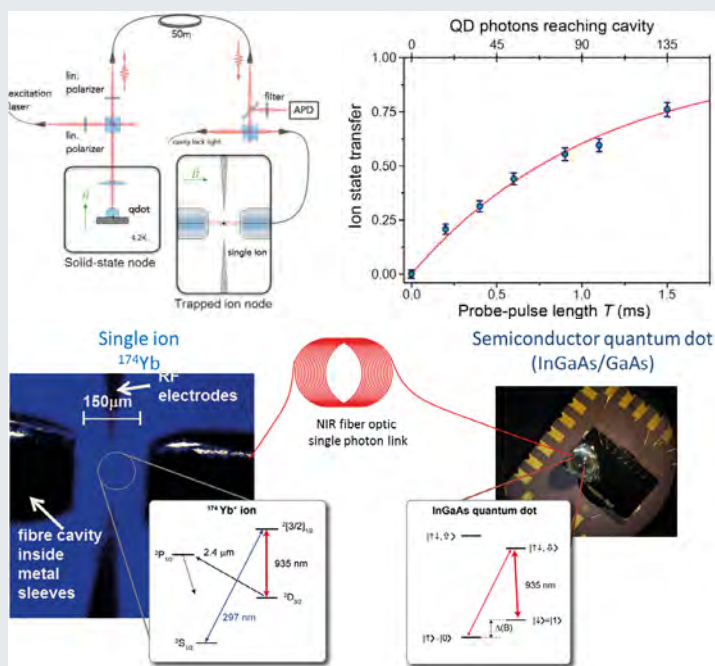 50m
lin.
polarizer
excitation
laser
lin.
polarizer
filter
APD
cavity lock light
qdot
4.2K
Solid-state node
single ion
Trapped ion node
QD photons reaching cavity
0 45 90 135
1.00
0.75
0.50
0.25
0.00
Ion state transfer
0.0 0.5 1.0 1.5
Probe-pulse length T (ms)
Single ion
¹⁷⁴Yb
RF
electrodes
150μm
fibre cavity
inside
metal
sleeves
NIR fiber optic
single photon link
Semiconductor quantum dot
(InGaAs/GaAs)
¹⁷⁴Yb⁺ ion
²[3/2]₁/₂
2.4 μm
935 nm
²D₃/₂
297 nm
²S₁/₂
InGaAs quantum dot
935 nm
Δ(B)